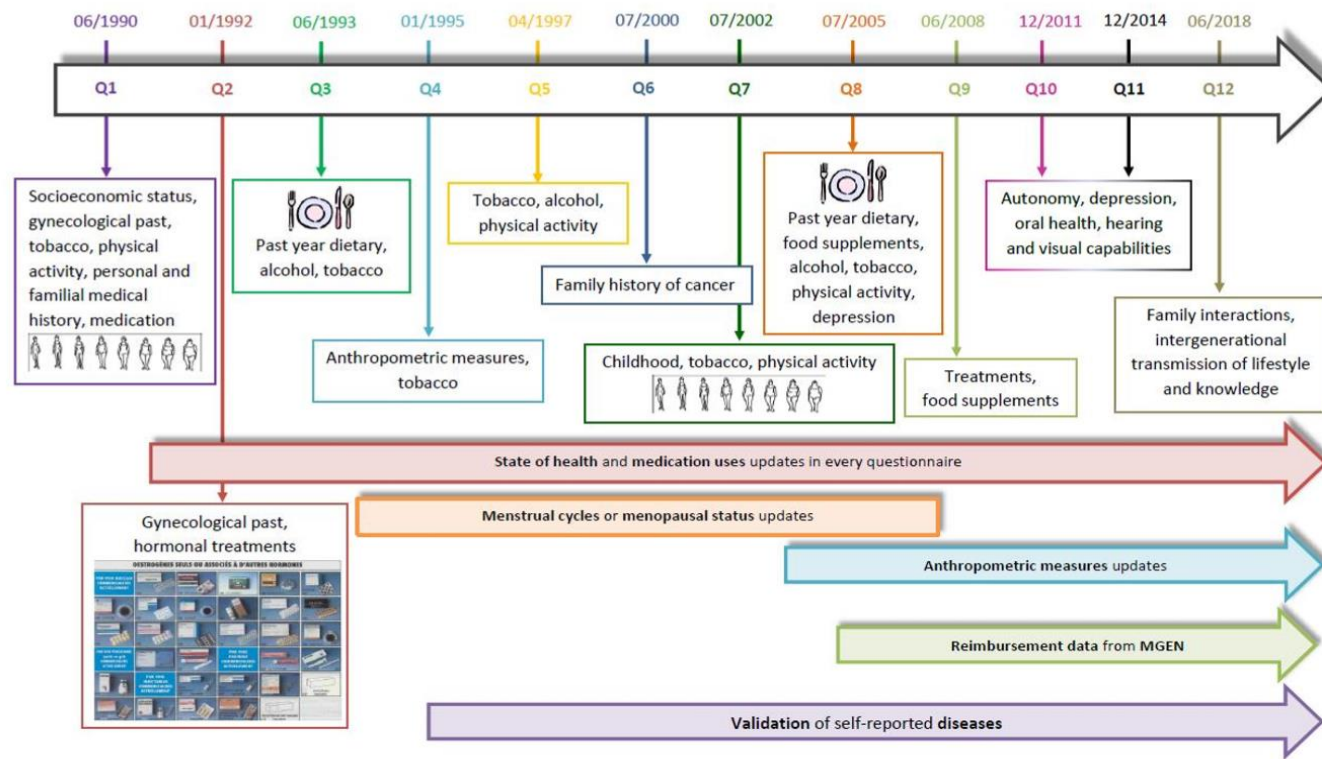 06/1990 01/1992 06/1993 01/1995 04/1997 07/2000 07/2002 07/2005 06/2008 12/2011 12/2014 06/2018
Q1 Q2 Q3 Q4 Q5 Q6 Q7 Q8 Q9 Q10 Q11 Q12
Socioeconomic status,
gynecological past,
tobacco, physical
activity, personal and
familial medical
history, medication
Past year dietary,
alcohol, tobacco
Anthropometric measures,
tobacco
Tobacco, alcohol,
physical activity
Family history of cancer
Childhood, tobacco, physical activity
Past year dietary,
food supplements,
alcohol, tobacco,
physical activity,
depression
Treatments,
food supplements
Autonomy, depression,
oral health, hearing
and visual capabilities
Family interactions,
intergenerational
transmission of lifestyle
and knowledge
State of health and medication uses updates in every questionnaire
Gynecological past,
hormonal treatments
OESTROGÈNES SEULS OU ASSOCIÉS À D'AUTRES HORMONES
Menstrual cycles or menopausal status updates
Anthropometric measures updates
Reimbursement data from MGEN
Validation of self-reported diseases